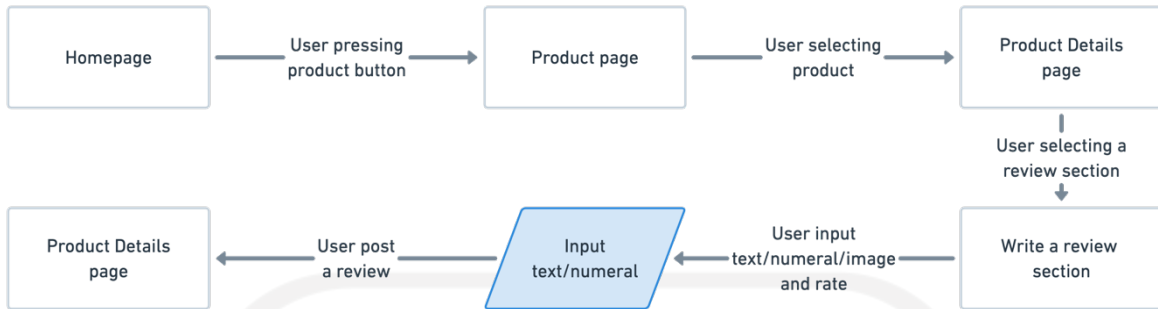 Homepage
User pressing
product button
Product page
User selecting
product
Product Details
page
User selecting a
review section
Write a review
section
User input
text/numeral/image
and rate
Input
text/numeral
User post
a review
Product Details
page